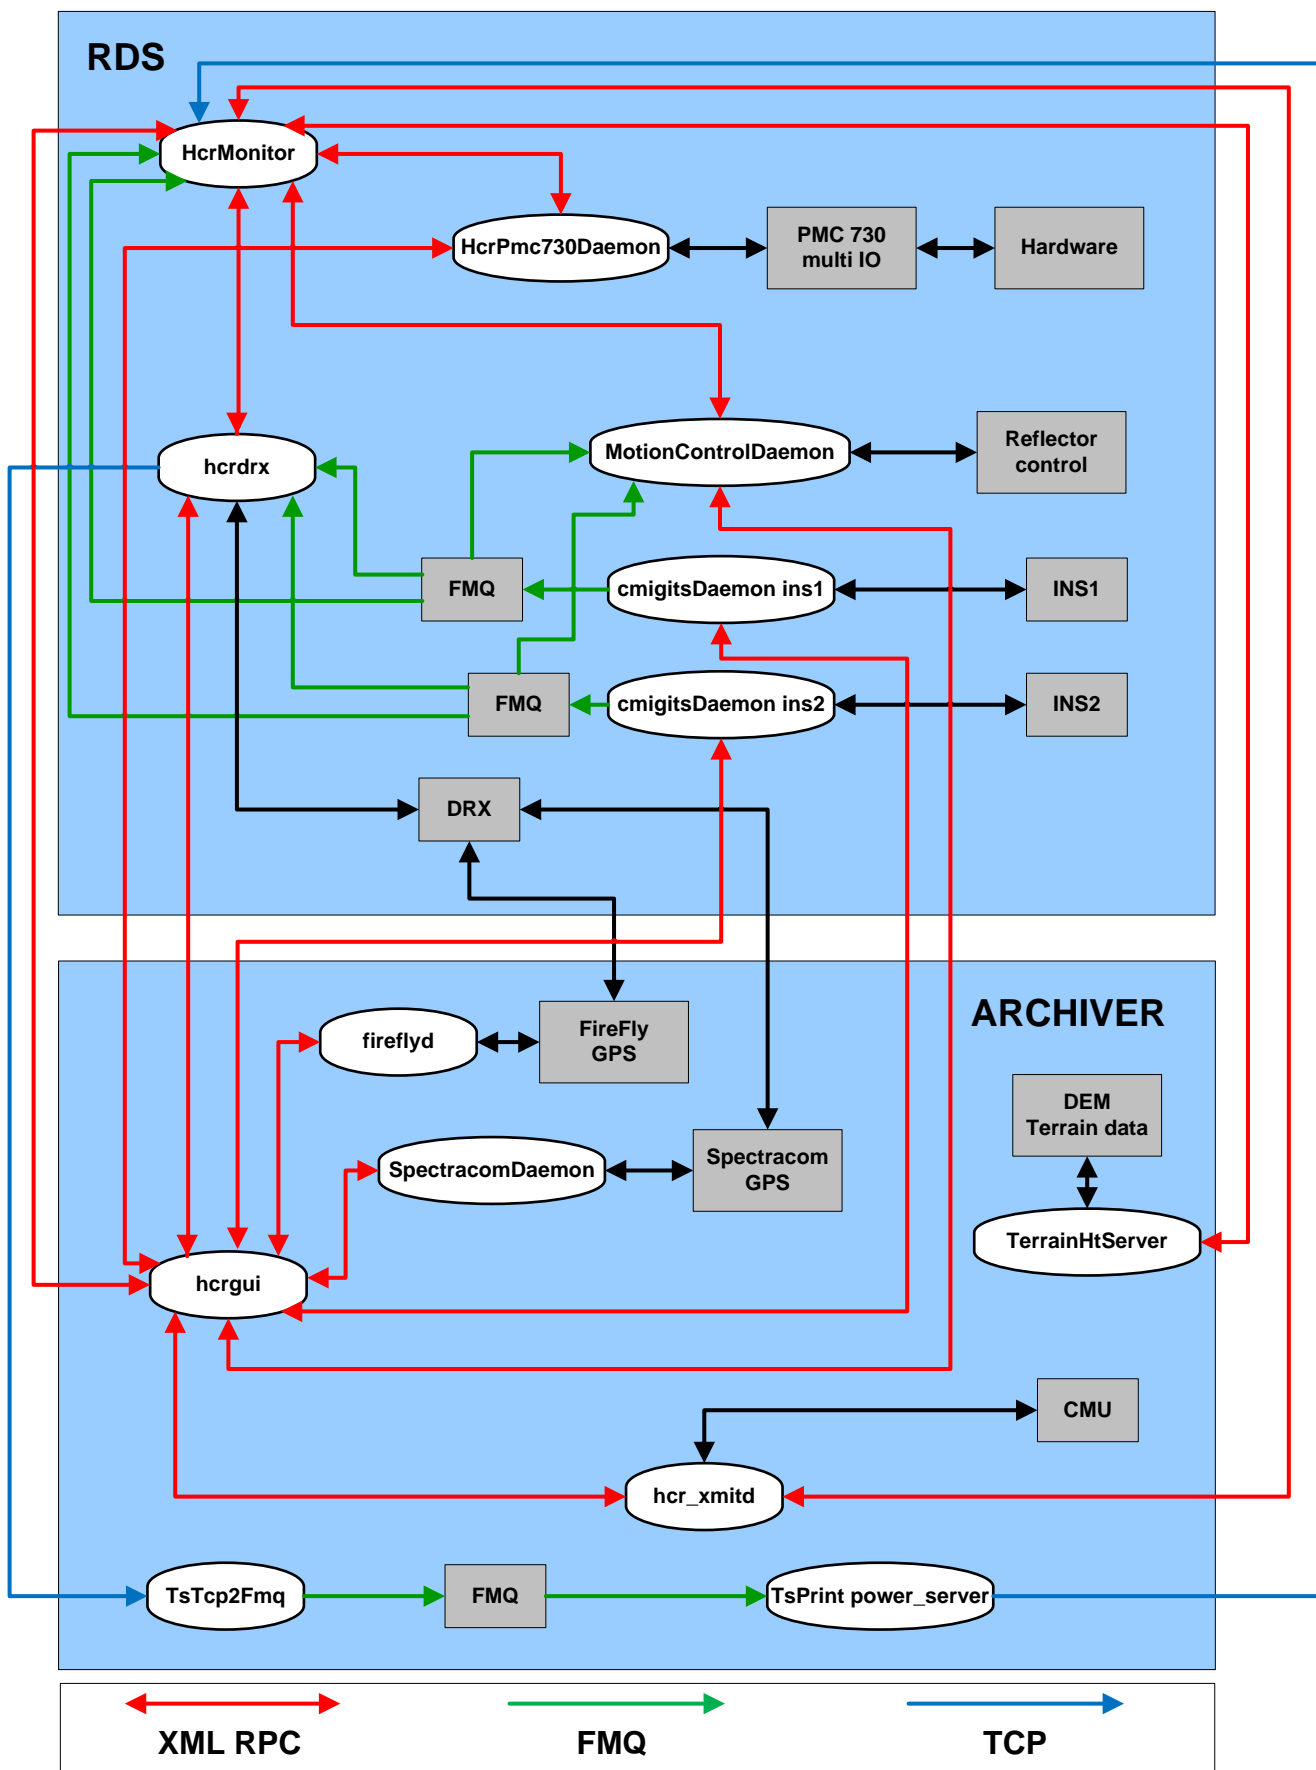 RDS
HcrMonitor
HcrPmc730Daemon
PMC 730
multi IO
Hardware
MotionControlDaemon
Reflector
control
hcrdrx
FMQ
cmigitsDaemon ins1
INS1
FMQ
cmigitsDaemon ins2
INS2
DRX
ARCHIVER
fireflyd
FireFly
GPS
DEM
Terrain data
SpectracomDaemon
Spectracom
GPS
TerrainHtServer
hcrgui
CMU
hcr_xmitd
TsTcp2Fmq
FMQ
TsPrint power_server
XML RPC
FMQ
TCP